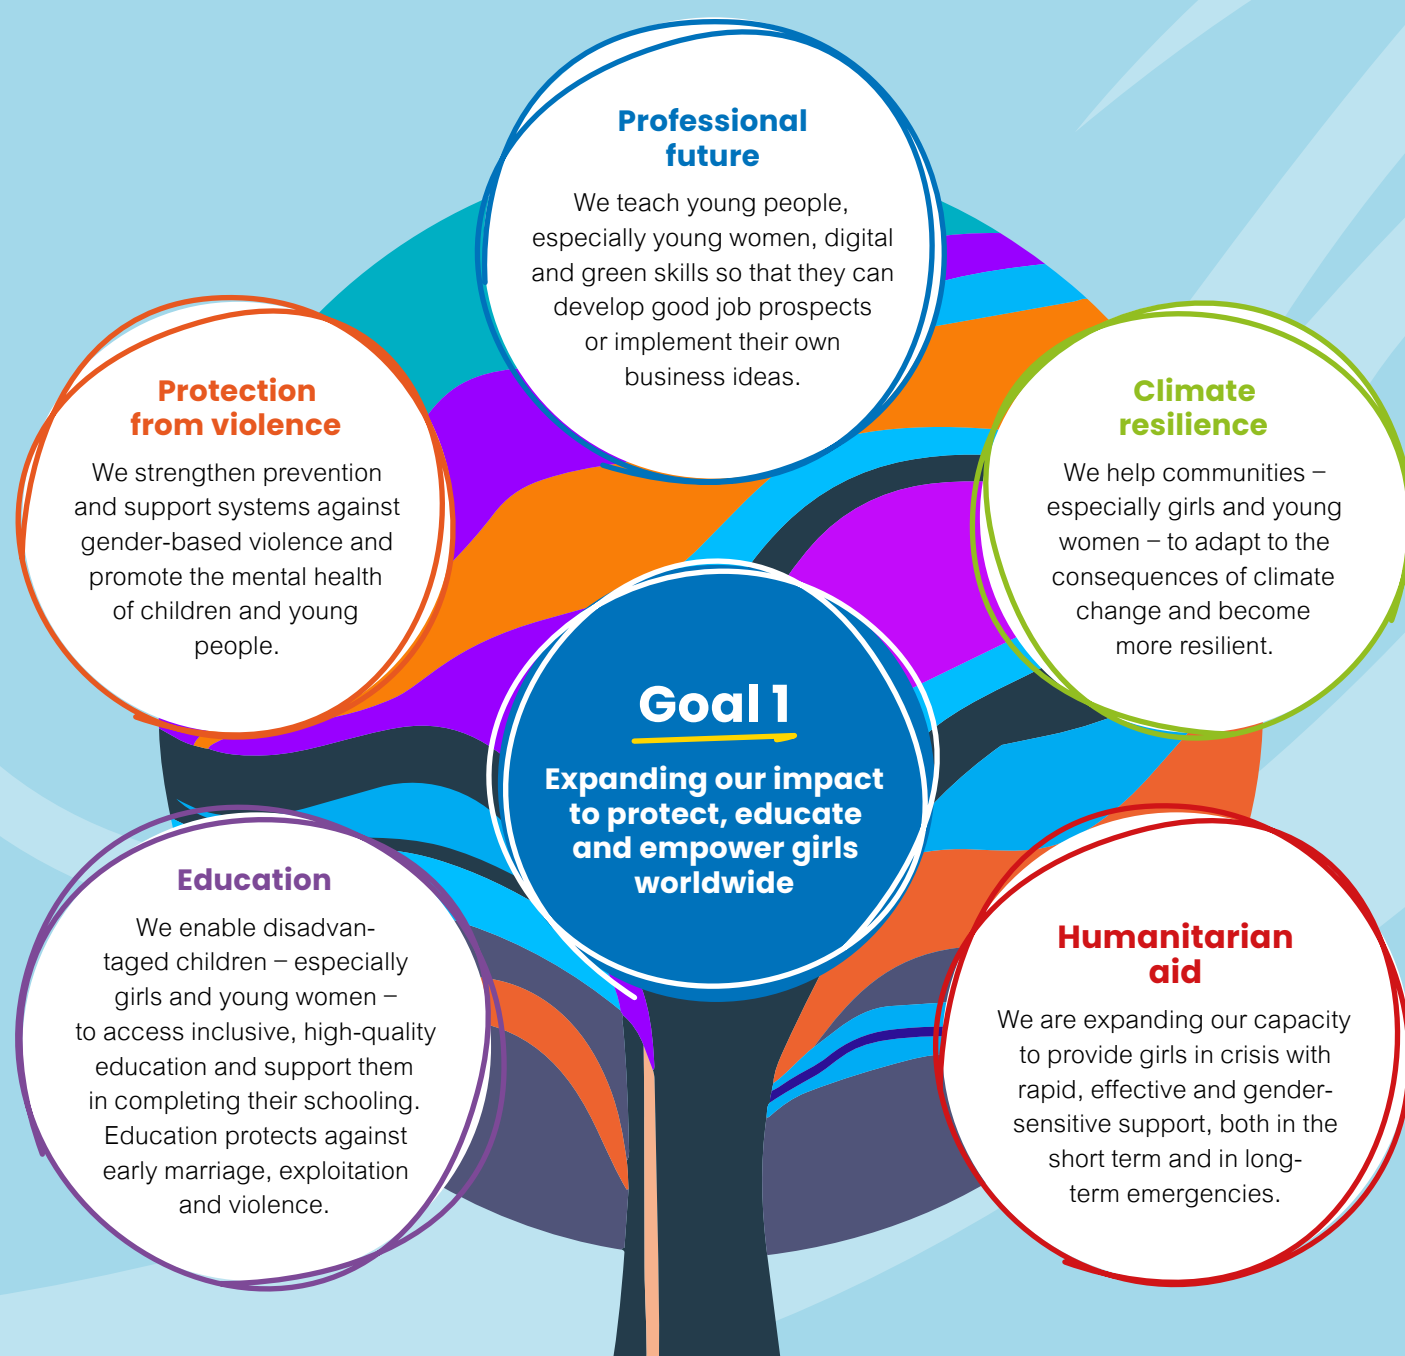 Professional
future
We teach young people,
especially young women, digital
and green skills so that they can
develop good job prospects
or implement their own
business ideas.
Protection
from violence
We strengthen prevention
and support systems against
gender-based violence and
promote the mental health
of children and young
people.
Climate
resilience
We help communities –
especially girls and young
women – to adapt to the
consequences of climate
change and become
more resilient.
Goal 1
Expanding our impact
to protect, educate
and empower girls
worldwide
Education
We enable disadvan-
taged children – especially
girls and young women –
to access inclusive, high-quality
education and support them
in completing their schooling.
Education protects against
early marriage, exploitation
and violence.
Humanitarian
aid
We are expanding our capacity
to provide girls in crisis with
rapid, effective and gender-
sensitive support, both in the
short term and in long-
term emergencies.